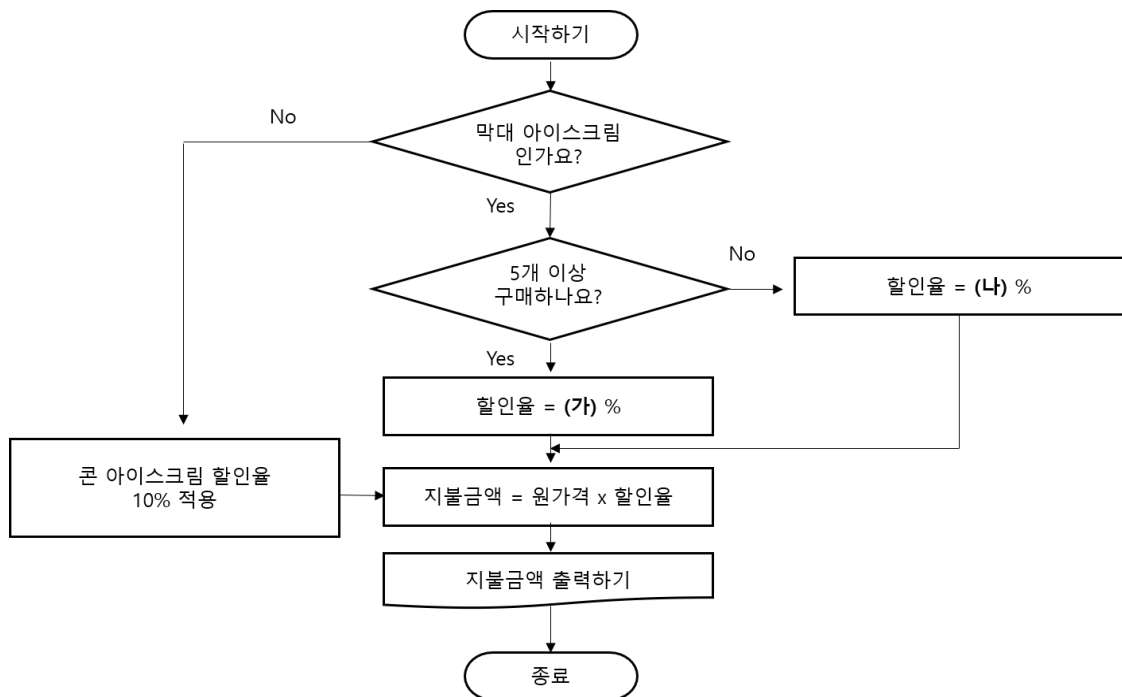 시작하기
No
막대 아이스크림
인가요?
Yes
No
5개 이상
구매하나요?
할인율 = (나) %
Yes
할인율 = (가) %
콘 아이스크림 할인율
10% 적용
지불금액 = 원가격 x 할인율
지불금액 출력하기
종료